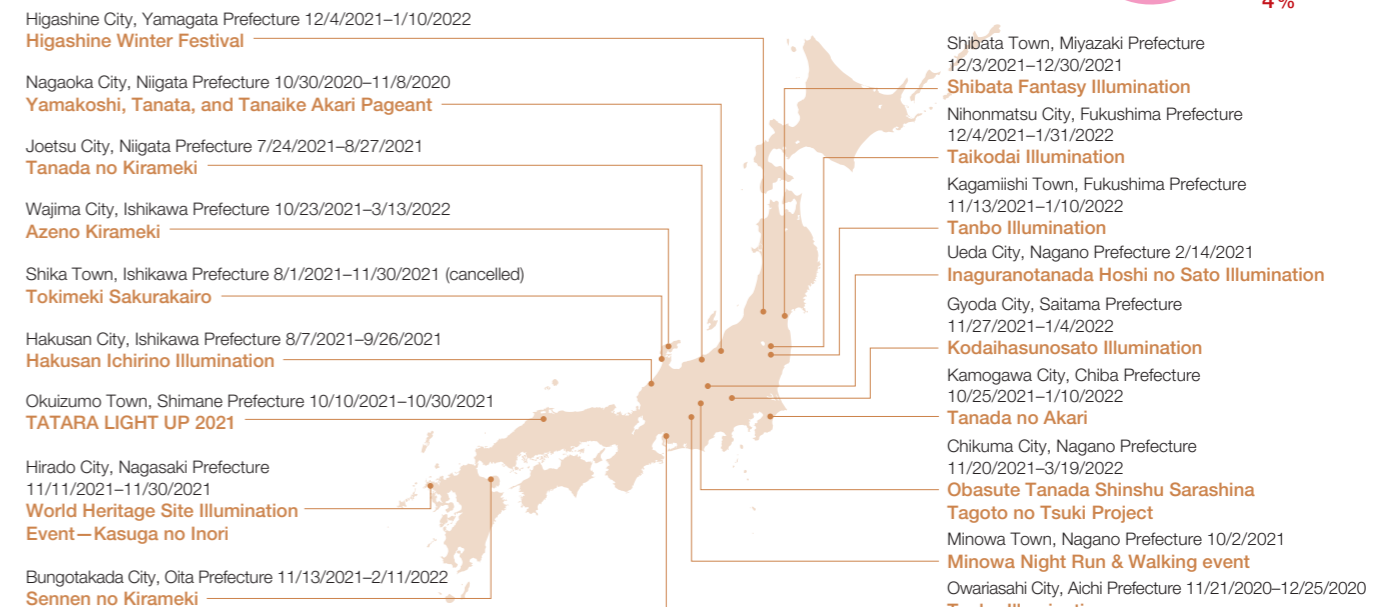 4%
Higashine City, Yamagata Prefecture 12/4/2021–1/10/2022
Higashine Winter Festival
Nagaoka City, Niigata Prefecture 10/30/2020–11/8/2020
Yamakoshi, Tanata, and Tanaike Akari Pageant
Joetsu City, Niigata Prefecture 7/24/2021–8/27/2021
Tanada no Kirameki
Wajima City, Ishikawa Prefecture 10/23/2021–3/13/2022
Azeno Kirameki
Shika Town, Ishikawa Prefecture 8/1/2021–11/30/2021 (cancelled)
Tokimeki Sakurakairo
Hakusan City, Ishikawa Prefecture 8/7/2021–9/26/2021
Hakusan Ichirino Illumination
Okuizumo Town, Shimane Prefecture 10/10/2021–10/30/2021
TATARA LIGHT UP 2021
Hirado City, Nagasaki Prefecture
11/11/2021–11/30/2021
World Heritage Site Illumination
Event—Kasuga no Inori
Bungotakada City, Oita Prefecture 11/13/2021–2/11/2022
Sennen no Kirameki
Shibata Town, Miyazaki Prefecture
12/3/2021–12/30/2021
Shibata Fantasy Illumination
Nihonmatsu City, Fukushima Prefecture
12/4/2021–1/31/2022
Taikodai Illumination
Kagamiishi Town, Fukushima Prefecture
11/13/2021–1/10/2022
Tanbo Illumination
Ueda City, Nagano Prefecture 2/14/2021
Inaguranotanada Hoshi no Sato Illumination
Gyoda City, Saitama Prefecture
11/27/2021–1/4/2022
Kodaihasunosato Illumination
Kamogawa City, Chiba Prefecture
10/25/2021–1/10/2022
Tanada no Akari
Chikuma City, Nagano Prefecture
11/20/2021–3/19/2022
Obasute Tanada Shinshu Sarashina
Tagoto no Tsuki Project
Minowa Town, Nagano Prefecture 10/2/2021
Minowa Night Run & Walking event
Owariasahi City, Aichi Prefecture 11/21/2020–12/25/2020